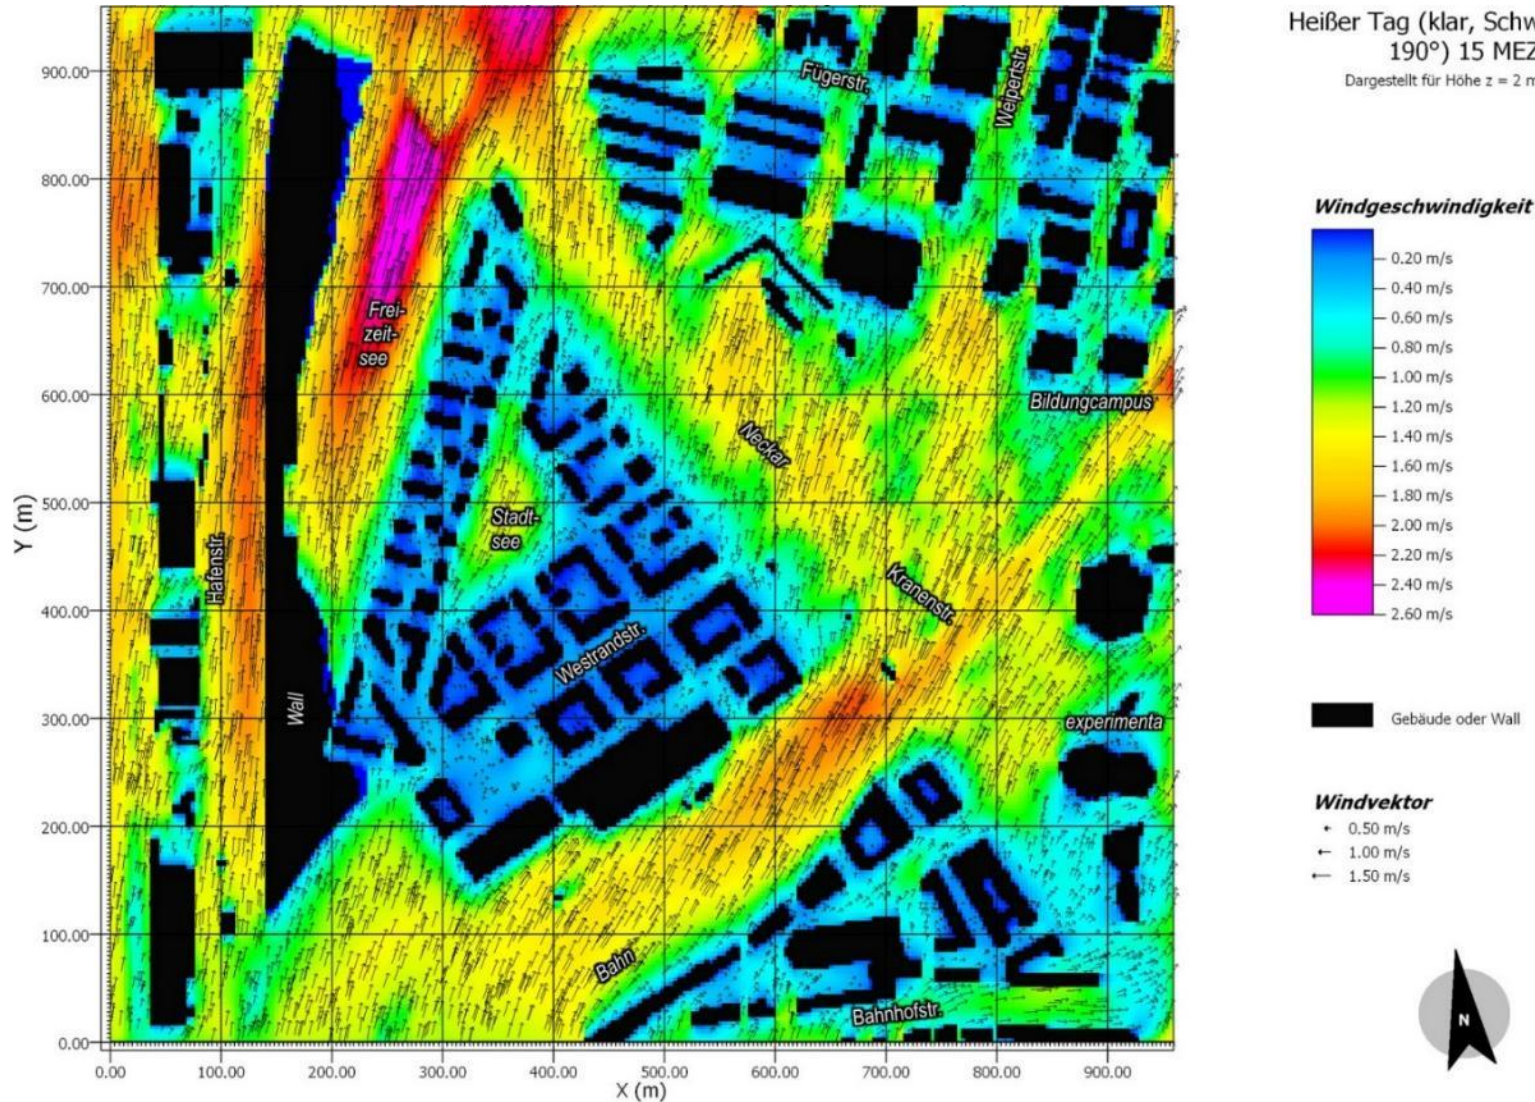 Heißer Tag (klar, Schw
190°) 15 MEZ
Dargestellt für Höhe z = 2 m
Windgeschwindigkeit
0.20 m/s
0.40 m/s
0.60 m/s
0.80 m/s
1.00 m/s
1.20 m/s
1.40 m/s
1.60 m/s
1.80 m/s
2.00 m/s
2.20 m/s
2.40 m/s
2.60 m/s
Gebäude oder Wall
Windvektor
0.50 m/s
1.00 m/s
1.50 m/s
N
Y (m)
900.00
800.00
700.00
600.00
500.00
400.00
300.00
200.00
100.00
0.00
0.00
100.00
200.00
300.00
400.00
500.00
600.00
700.00
800.00
900.00
X (m)
Fügerstr.
Weipertstr.
Frei-
zeit-
see
Bildungcampus
Neckar
Stadt-
see
Hafenstr.
Kranenstr.
Westrandstr.
Wall
experimenta
Bahn
Bahnhofstr.